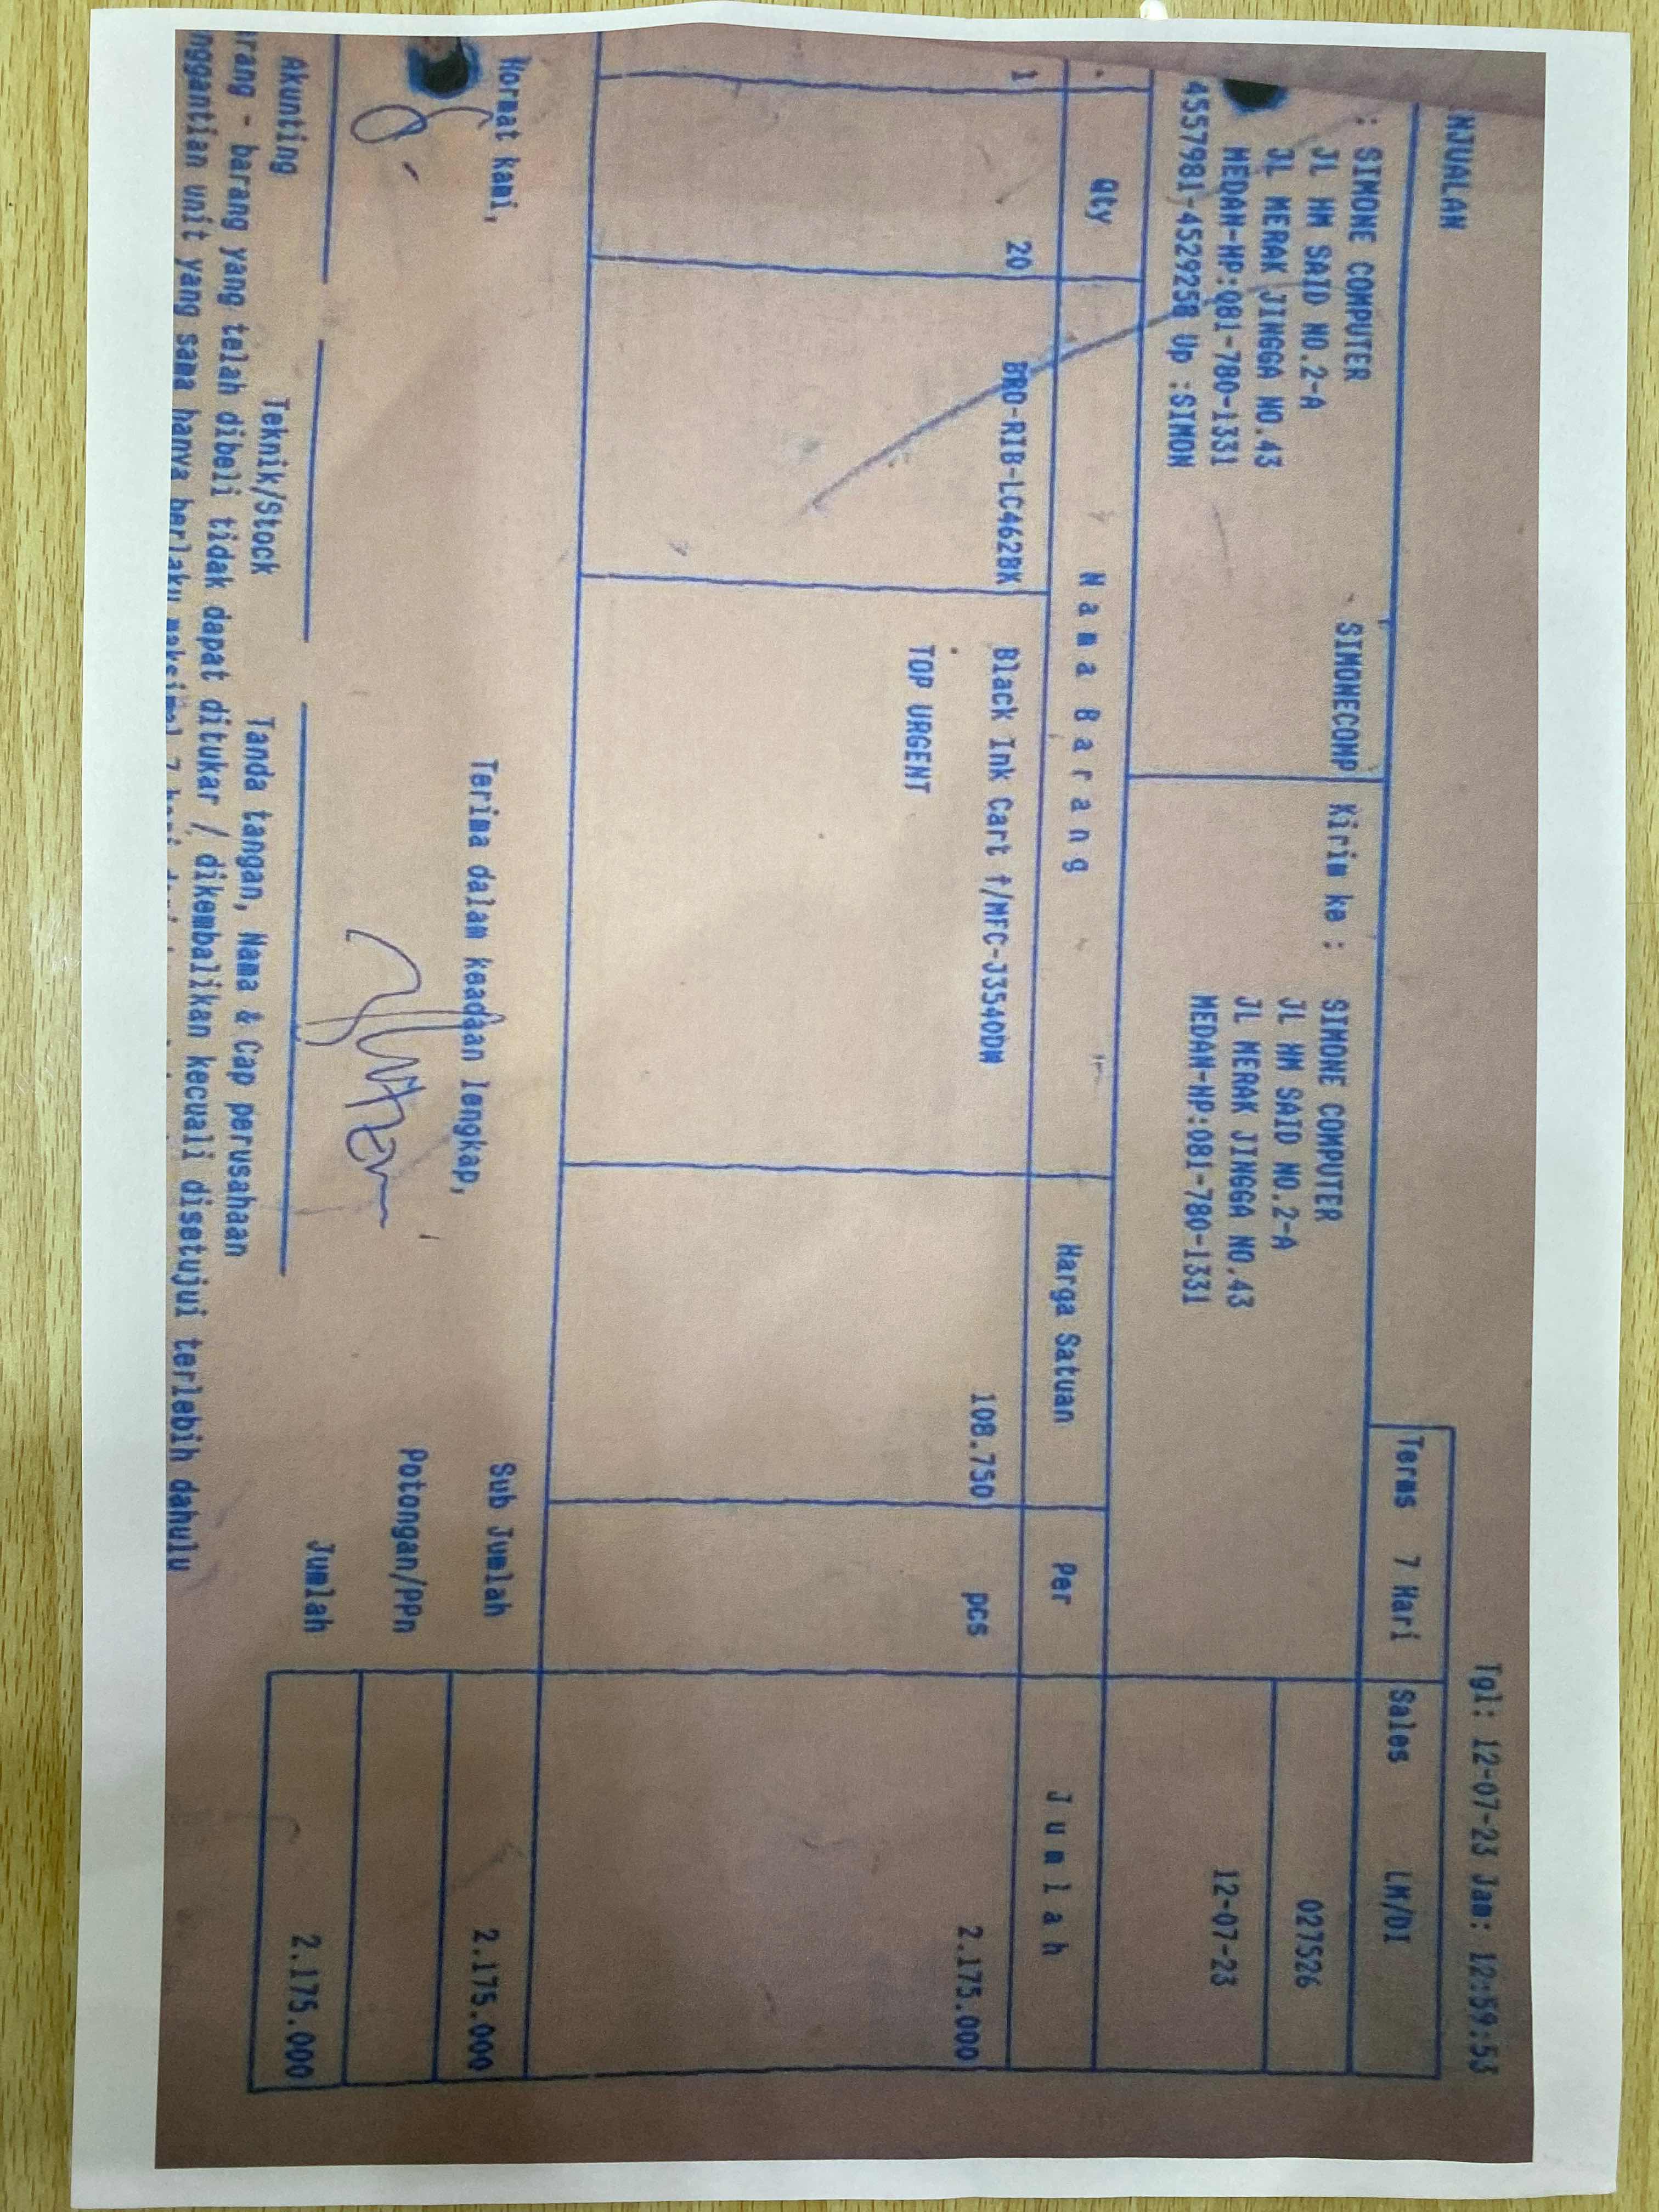 Tgl: 12-07-23 Jam: 12:59:53
NJUALAN
Terms 7 Hari Sales LM/DI
: SIMONE COMPUTER - SIMONECOMP Kirim ke : SIMONE COMPUTER
JL HM SAID NO.2-A JL HM SAID NO.2-A
JL MERAK JINGGA NO.43 JL MERAK JINGGA NO.43
MEDAN-HP:081-780-1331 MEDAN-HP:081-780-1331
4557981-4529258 Up :SIMON
027526
12-07-23
Qty N a m a B a r a n g Harga Satuan Per J u m l a h
1 20 BRO-RIB-LC462BK Black Ink Cart f/MFC-J3540DW 108.750 pcs 2.175.000
TOP URGENT
Hormat kami, Terima dalam keadaan lengkap, Sub Jumlah 2.175.000
Potongan/PPn
Jumlah 2.175.000
Akunting Teknik/Stock Tanda tangan, Nama & Cap perusahaan
rang - barang yang telah dibeli tidak dapat ditukar / dikembalikan kecuali disetujui terlebih dahulu
nggantian unit yang sama hanya berlaku maksimal 7 hari